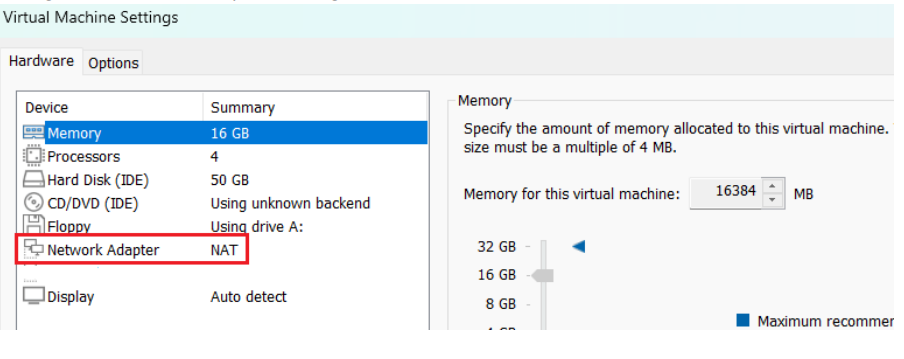 Virtual Machine Settings
Hardware Options
Device Summary
Memory 16 GB
Processors 4
Hard Disk (IDE) 50 GB
CD/DVD (IDE) Using unknown backend
Floppy Using drive A:
Network Adapter NAT
Display Auto detect
Memory
Specify the amount of memory allocated to this virtual machine.
size must be a multiple of 4 MB.
Memory for this virtual machine: 16384 MB
32 GB
16 GB
8 GB
Maximum recommer